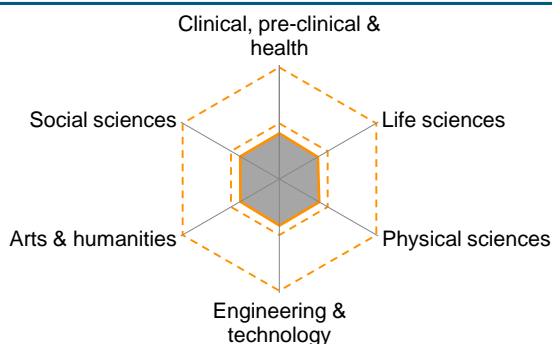 Clinical, pre-clinical &
health
Social sciences
Life sciences
Arts & humanities
Physical sciences
Engineering &
technology